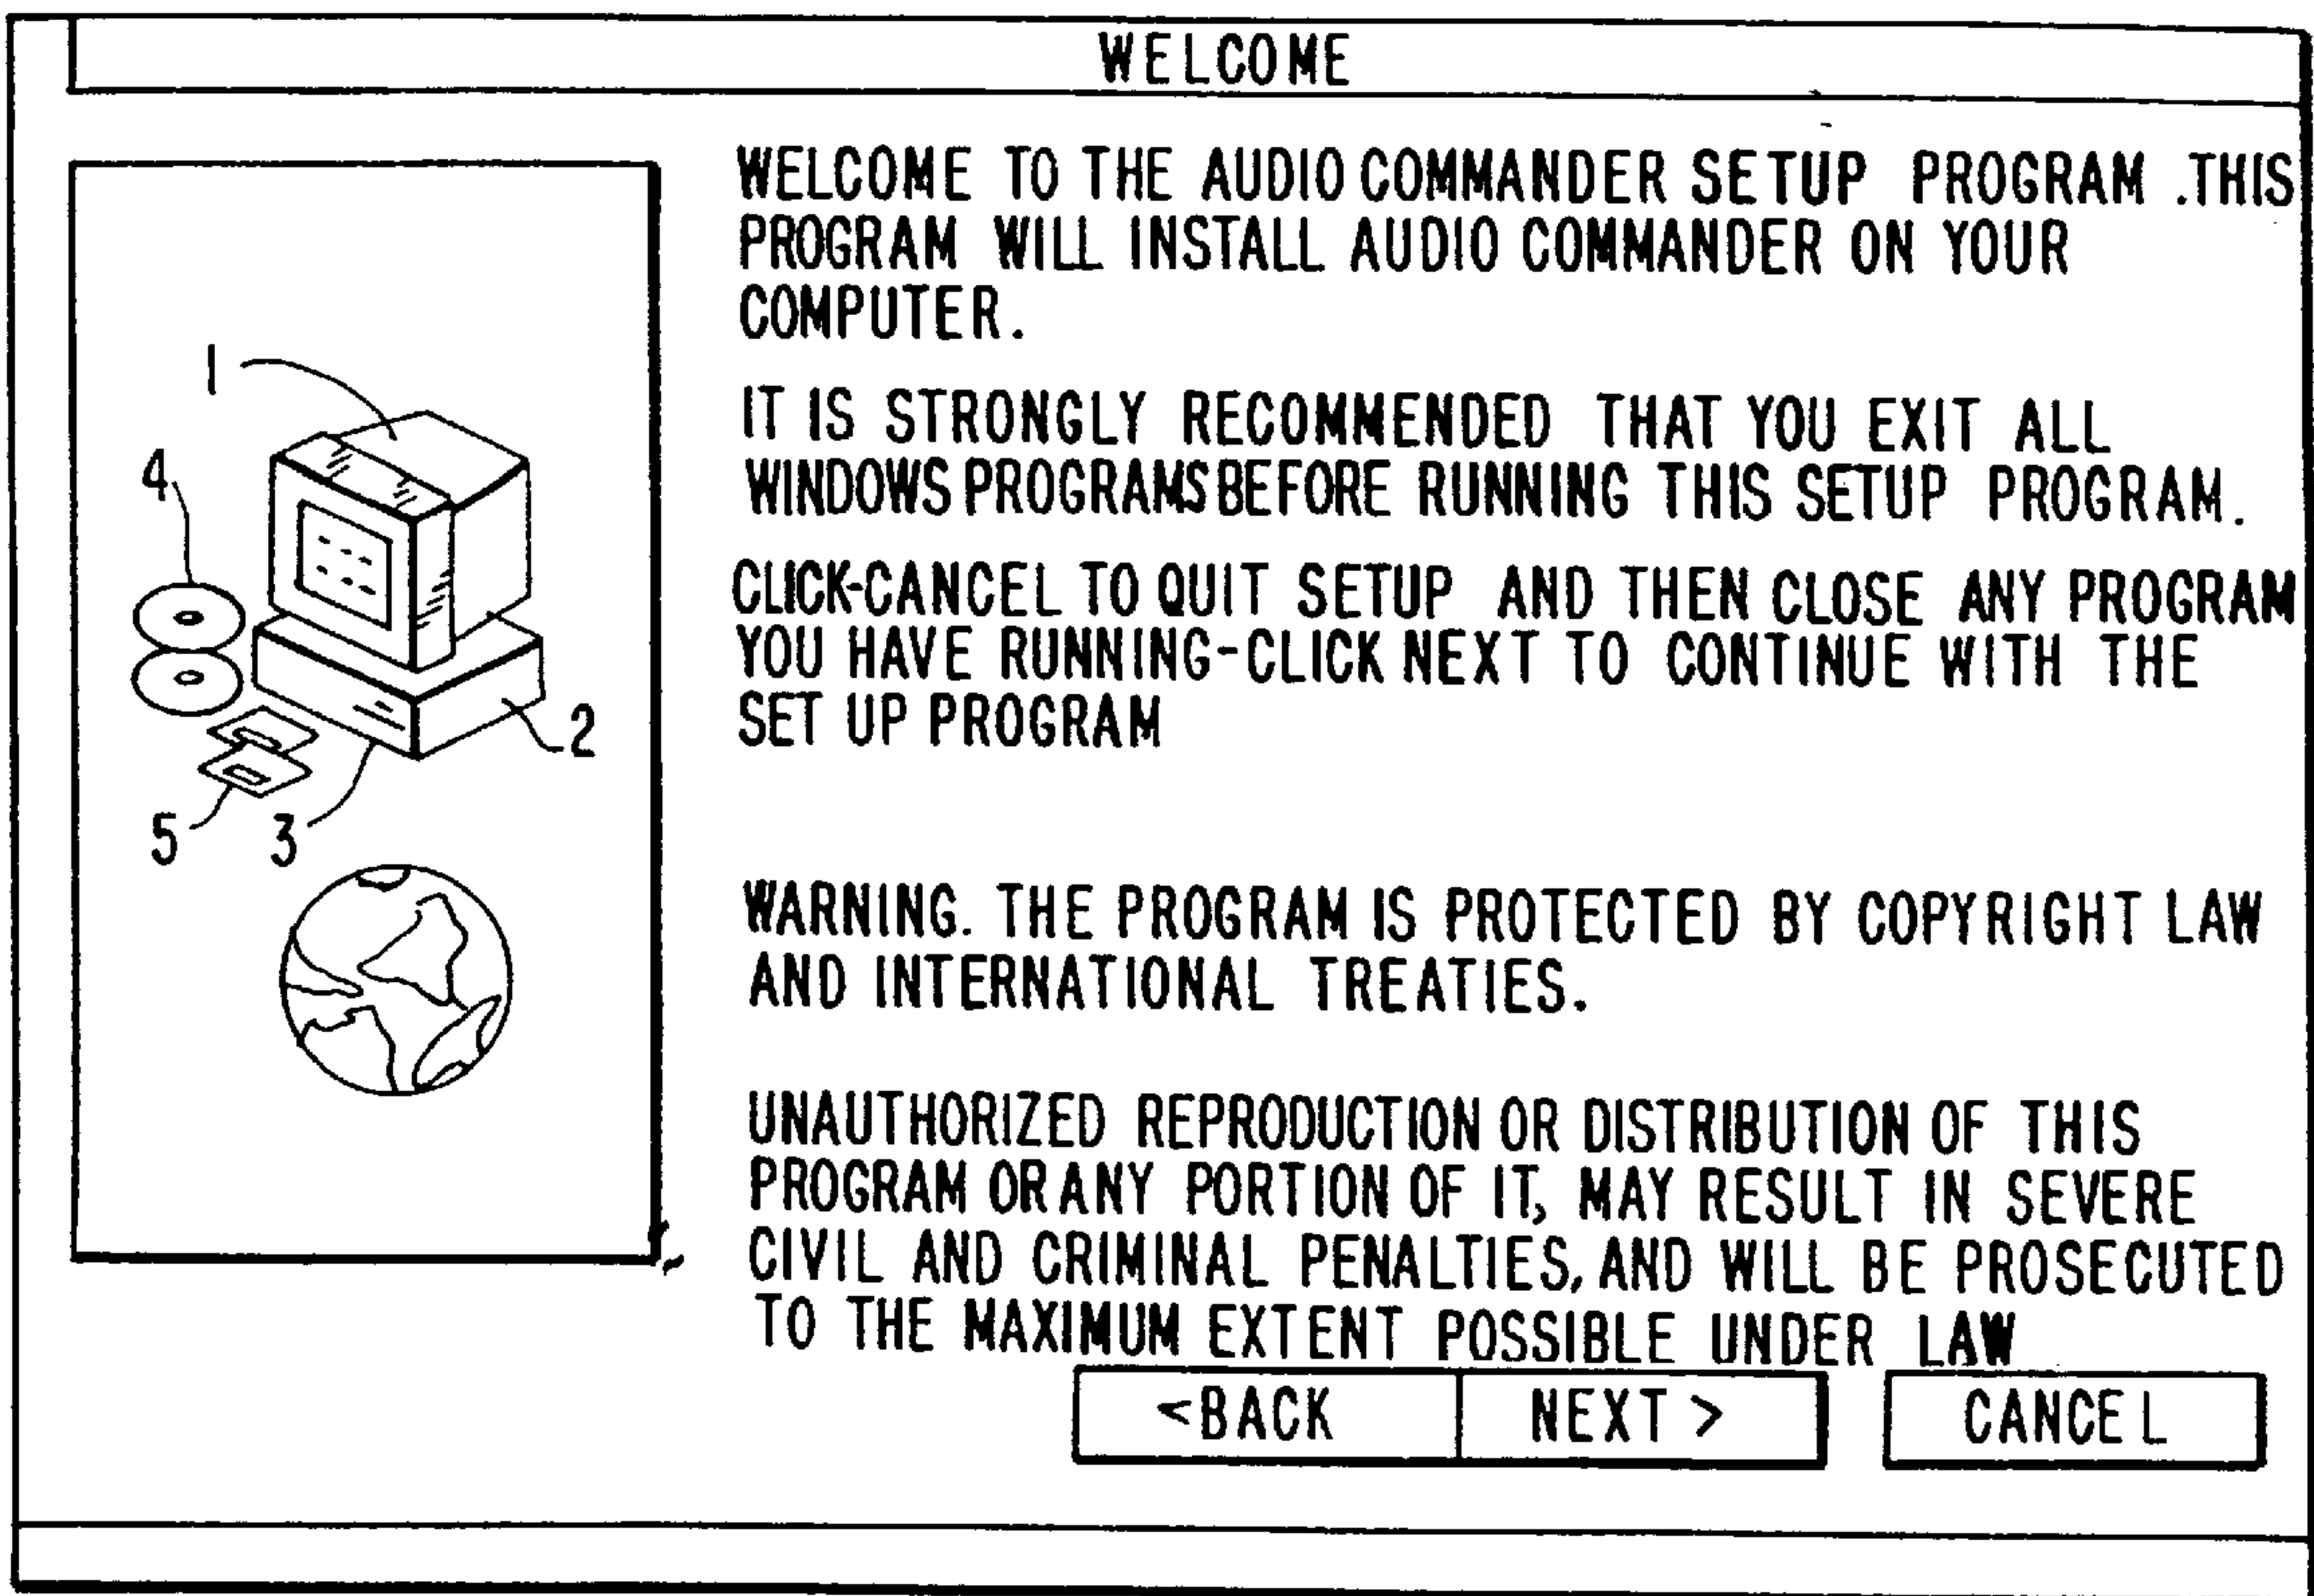 WELCOME
WELCOME TO THE AUDIO COMMANDER SETUP PROGRAM .THIS
PROGRAM WILL INSTALL AUDIO COMMANDER ON YOUR
COMPUTER.
IT IS STRONGLY RECOMMENDED THAT YOU EXIT ALL
WINDOWS PROGRAMS BEFORE RUNNING THIS SETUP PROGRAM.
CLICK-CANCEL TO QUIT SETUP AND THEN CLOSE ANY PROGRAM
YOU HAVE RUNNING-CLICK NEXT TO CONTINUE WITH THE
SET UP PROGRAM
WARNING. THE PROGRAM IS PROTECTED BY COPYRIGHT LAW
AND INTERNATIONAL TREATIES.
UNAUTHORIZED REPRODUCTION OR DISTRIBUTION OF THIS
PROGRAM OR ANY PORTION OF IT, MAY RESULT IN SEVERE
CIVIL AND CRIMINAL PENALTIES, AND WILL BE PROSECUTED
TO THE MAXIMUM EXTENT POSSIBLE UNDER LAW
<BACK NEXT > CANCEL
1
4
2
5 3